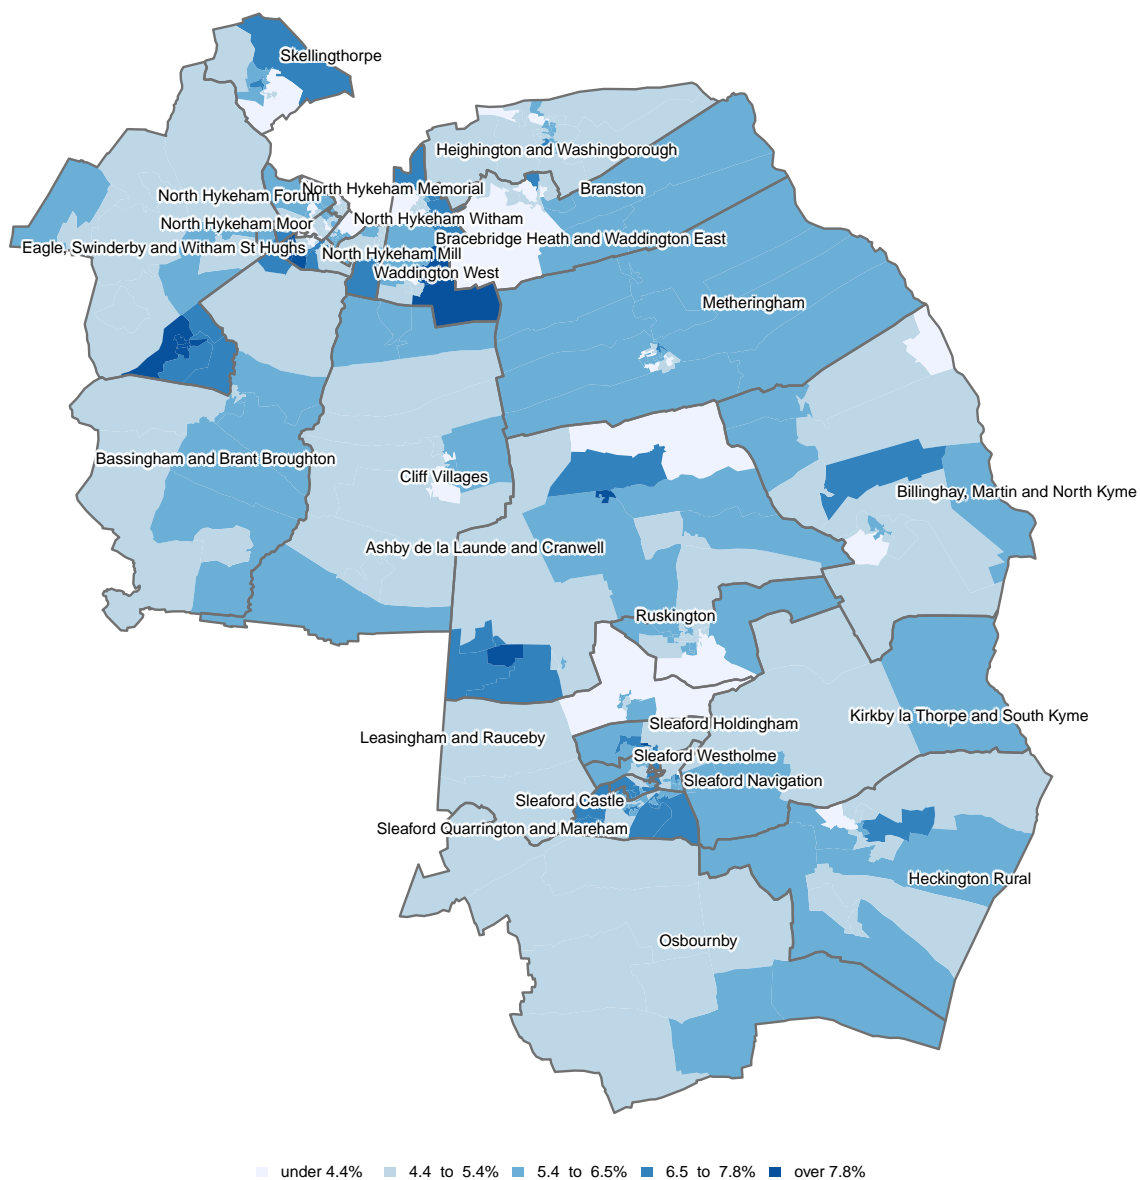 Skellingthorpe
Heighington and Washingborough
North Hykeham Memorial
Branston
North Hykeham Forum
North Hykeham Witham
North Hykeham Moor
Bracebridge Heath and Waddington East
Eagle, Swinderby and Witham St Hughs
North Hykeham Mill
Waddington West
Metheringham
Bassingham and Brant Broughton
Cliff Villages
Billinghay, Martin and North Kyme
Ashby de la Launde and Cranwell
Ruskington
Kirkby la Thorpe and South Kyme
Sleaford Holdingham
Leasingham and Rauceby
Sleaford Westholme
Sleaford Navigation
Sleaford Castle
Sleaford Quarrington and Mareham
Heckington Rural
Osbournby
under 4.4% 4.4 to 5.4% 5.4 to 6.5% 6.5 to 7.8% over 7.8%